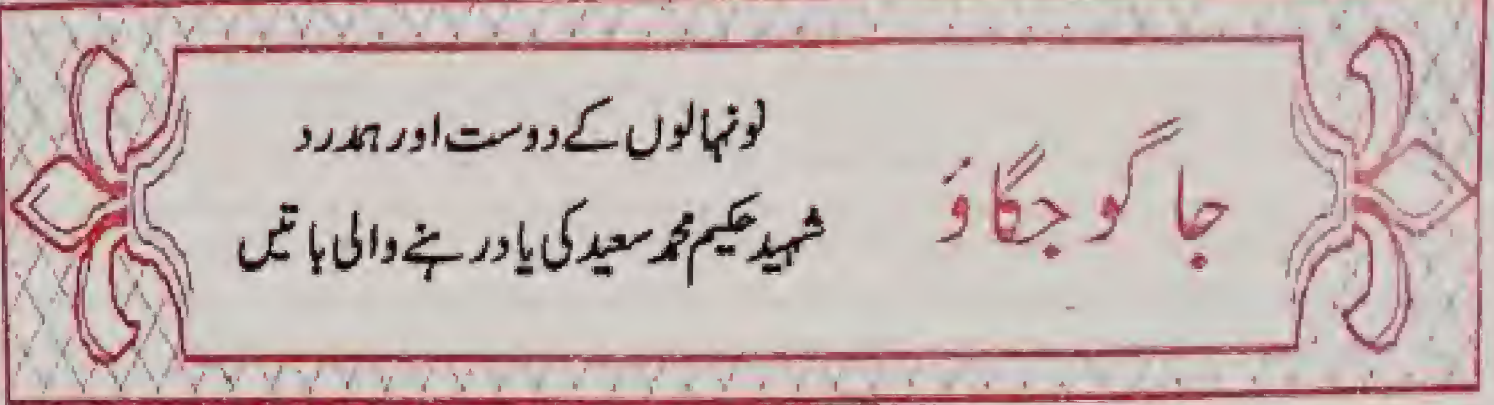 جاگو جگاؤ
نونہالوں کے دوست اور ہمدرد
شہید حکیم محمد سعید کی یاد رہنے والی باتیں